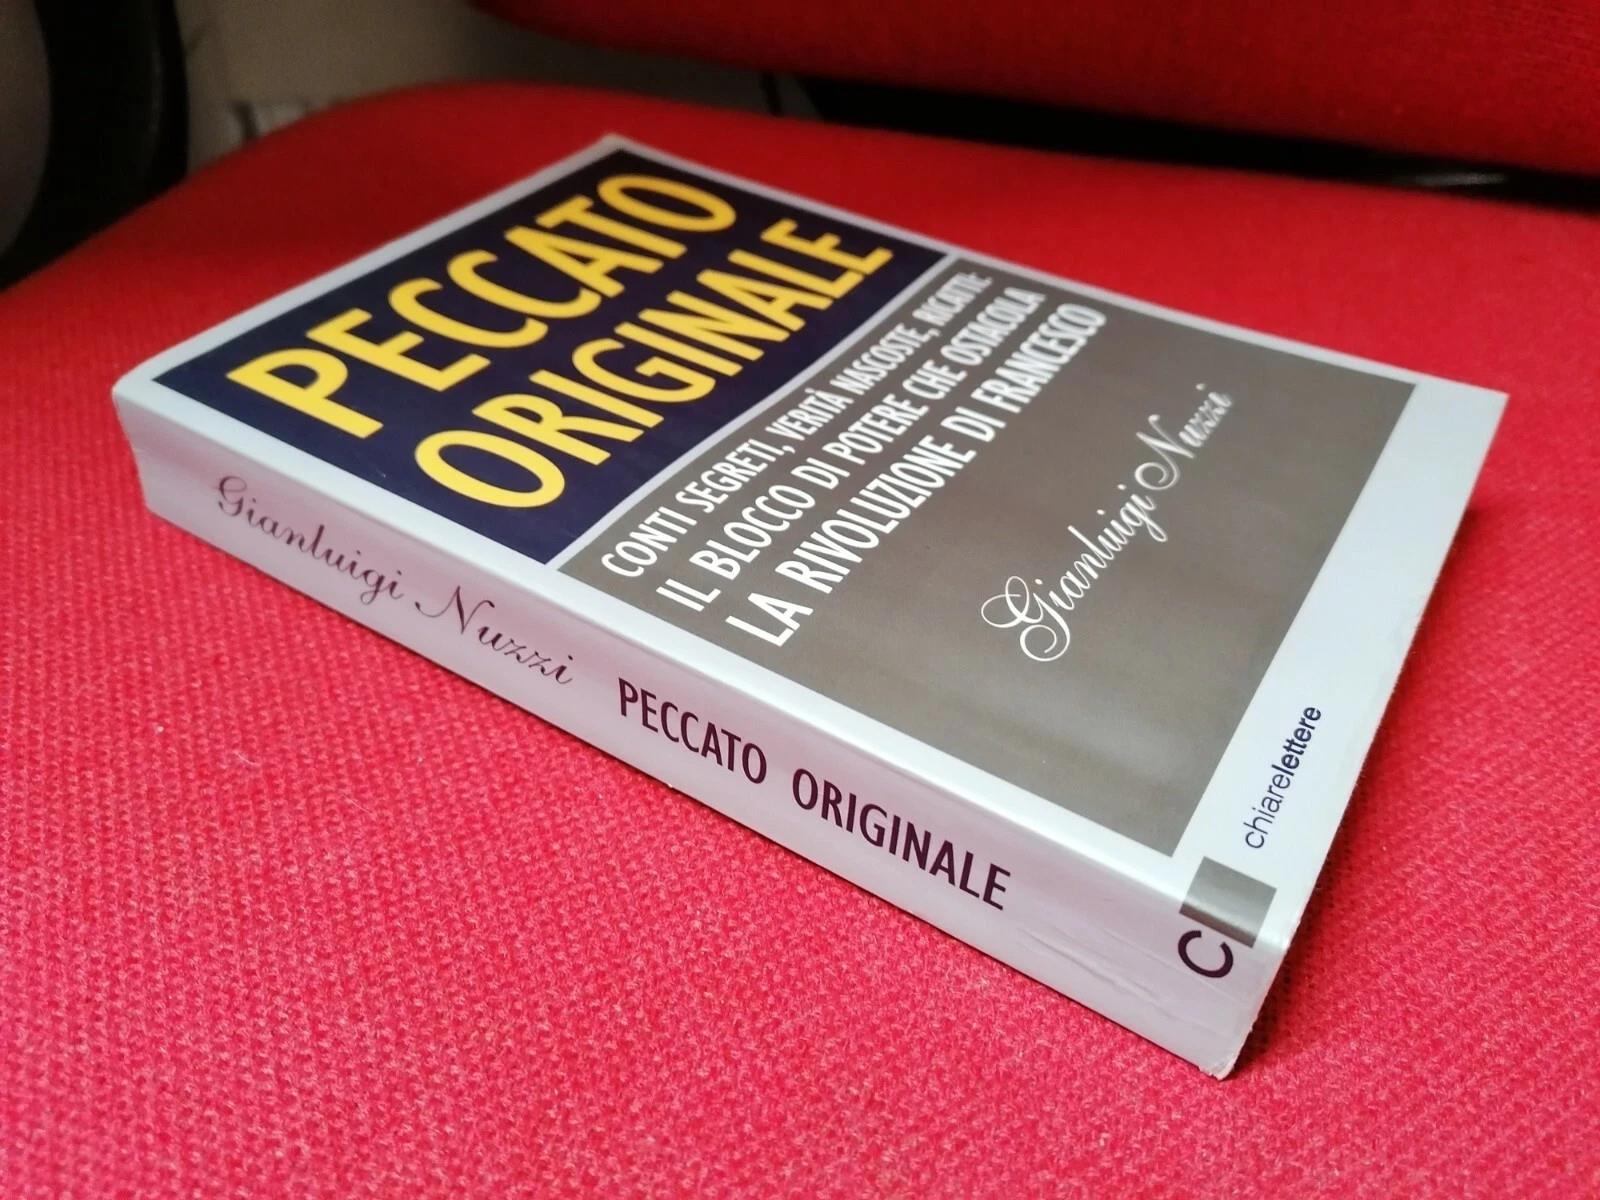 PECCATO
ORIGINALE
CONTI SEGRETI, VERITÀ NASCOSTE, RICATTI:
IL BLOCCO DI POTERE CHE OSTACOLA
LA RIVOLUZIONE DI FRANCESCO
Gianluigi Nuzzi
chiarelettere
Gianluigi Nuzzi PECCATO ORIGINALE C